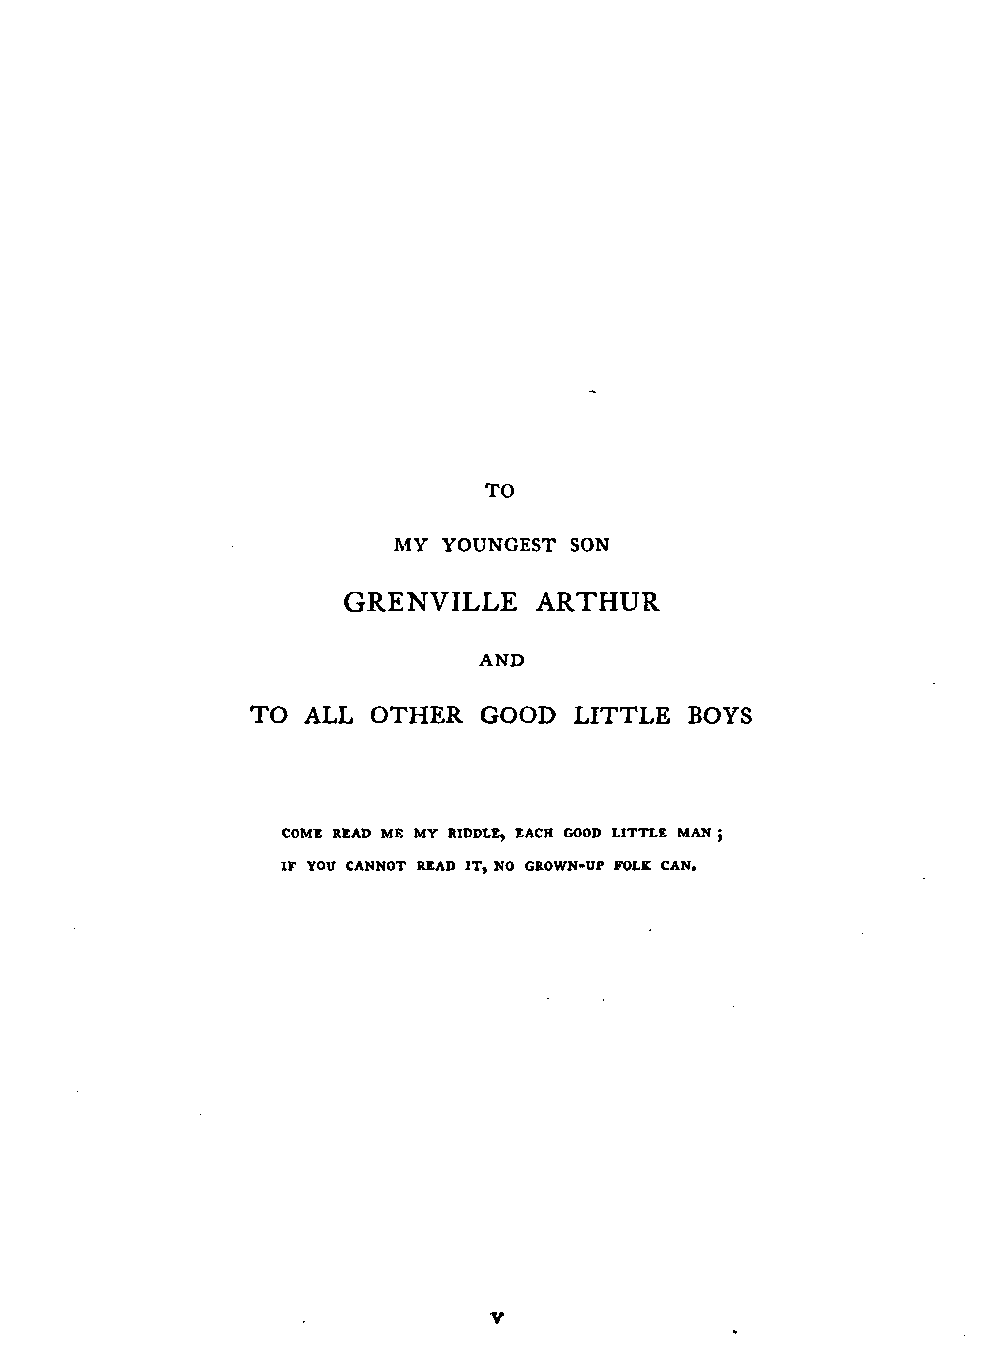 TO
MY YOUNGEST SON
GRENVILLE ARTHUR
AND
TO ALL OTHER GOOD LITTLE BOYS
COME READ ME MY RIDDLE, EACH GOOD LITTLE MAN ;
IF YOU CANNOT READ IT, NO GROWN-UP FOLK CAN.
V